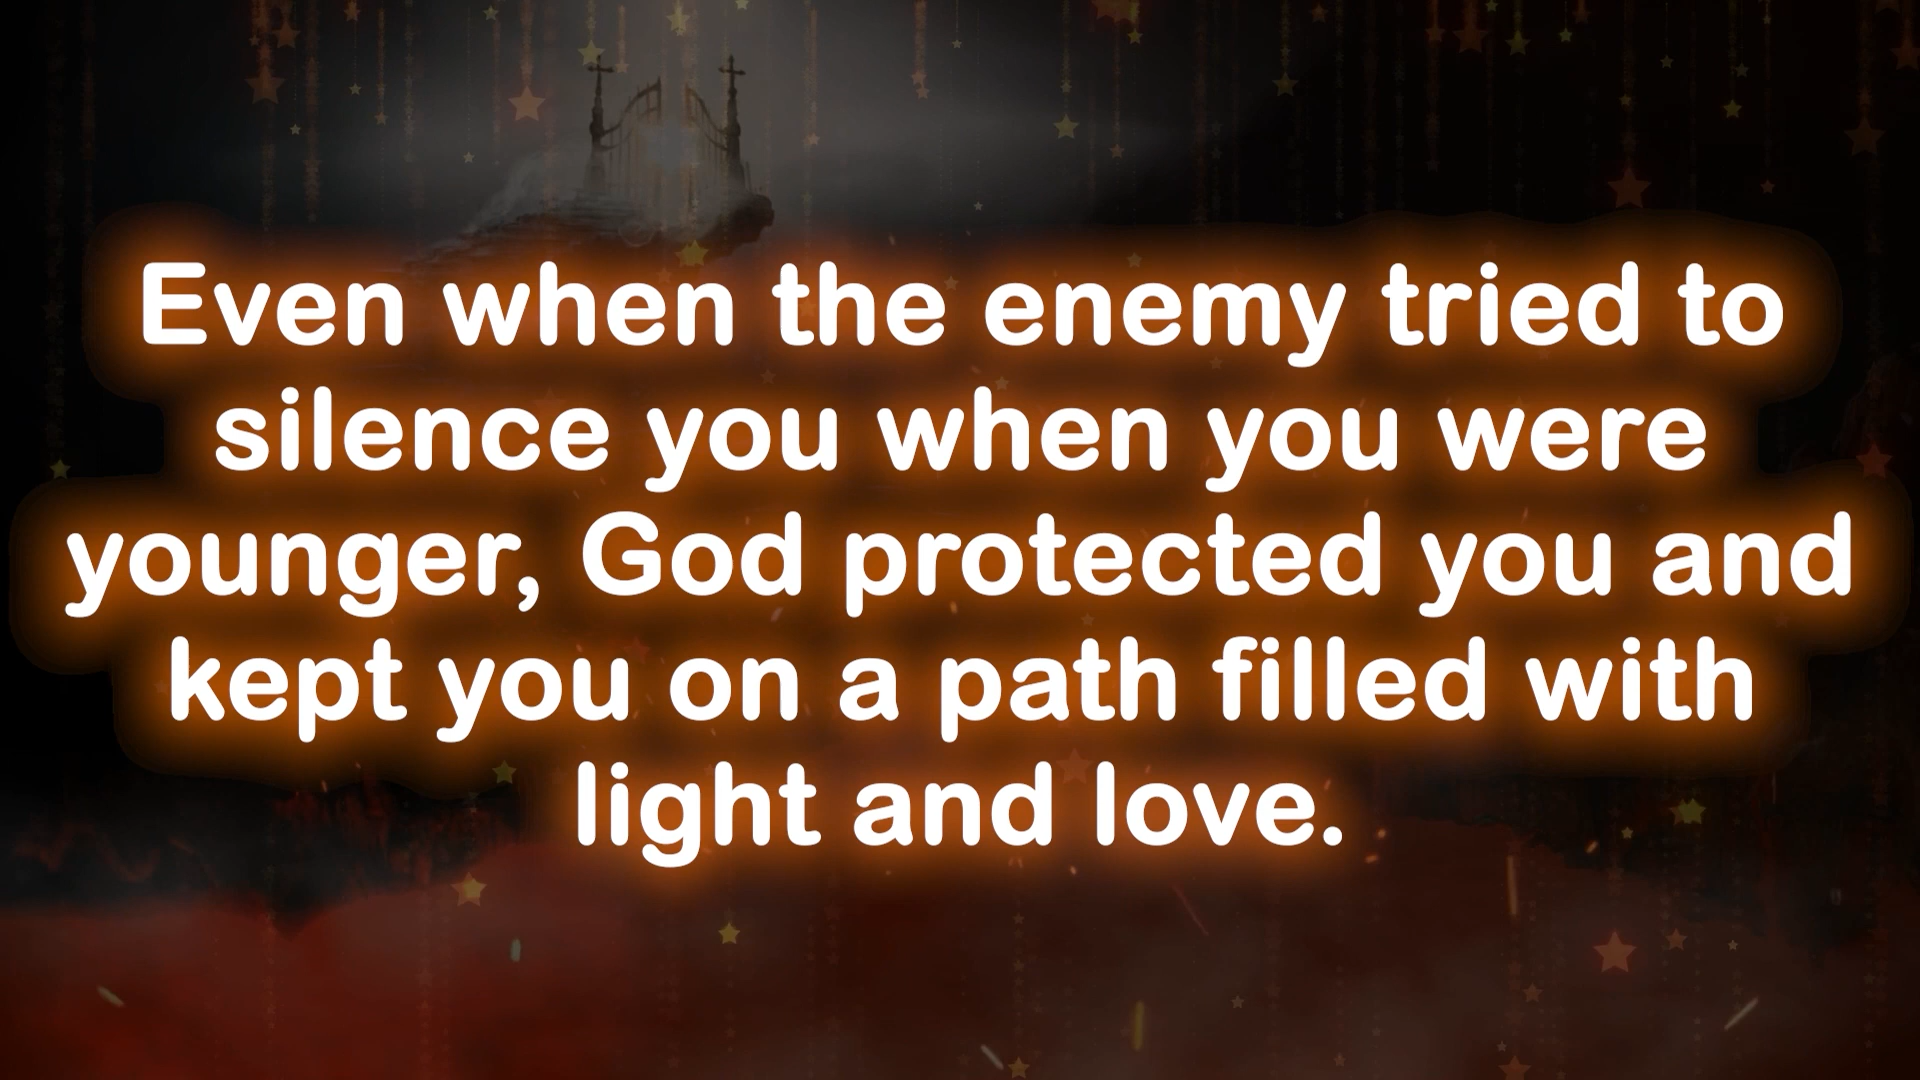 Even when the enemy tried to
silence you when you were
younger, God protected you and
kept you on a path filled with
light and love.